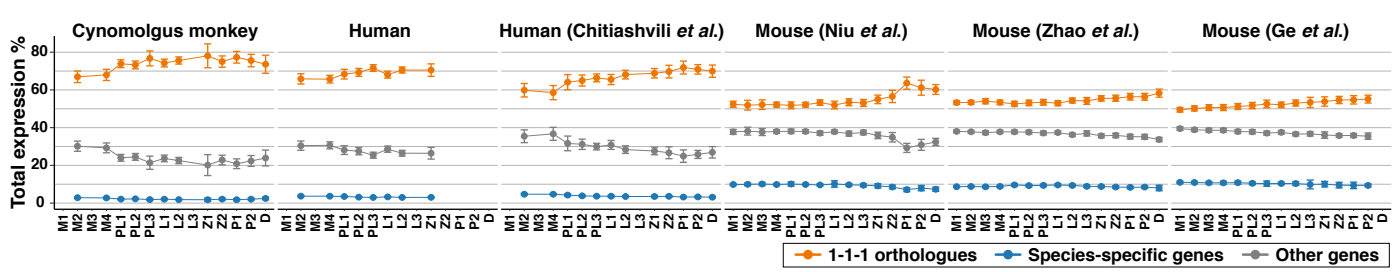 Cynomolgus monkey Human Human (Chitiashvili et al.) Mouse (Niu et al.) Mouse (Zhao et al.) Mouse (Ge et al.)
Total expression %
80
60
40
20
0
M1 M2 M3 M4 PL1 PL2 PL3 L1 L2 L3 Z1 Z2 P1 P2 D
M1 M2 M3 M4 PL1 PL2 PL3 L1 L2 L3 Z1 Z2 P1 P2 D
M1 M2 M3 M4 PL1 PL2 PL3 L1 L2 L3 Z1 Z2 P1 P2 D
M1 M2 M3 M4 PL1 PL2 PL3 L1 L2 L3 Z1 Z2 P1 P2 D
M1 M2 M3 M4 PL1 PL2 PL3 L1 L2 L3 Z1 Z2 P1 P2 D
M1 M2 M3 M4 PL1 PL2 PL3 L1 L2 L3 Z1 Z2 P1 P2 D
1-1-1 orthologues Species-specific genes Other genes